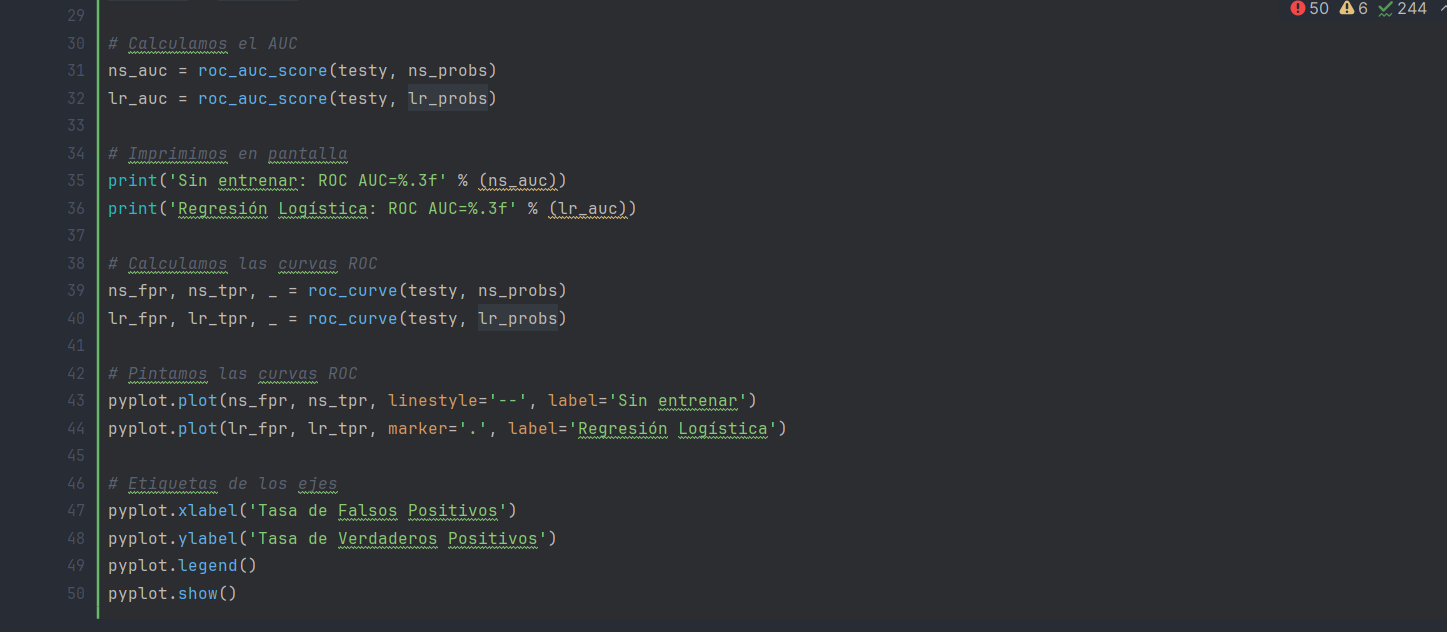 50 6 244
29
30 # Calculamos el AUC
31 ns_auc = roc_auc_score(testy, ns_probs)
32 lr_auc = roc_auc_score(testy, lr_probs)
33
34 # Imprimimos en pantalla
35 print('Sin entrenar: ROC AUC=%.3f' % (ns_auc))
36 print('Regresión Logística: ROC AUC=%.3f' % (lr_auc))
37
38 # Calculamos las curvas ROC
39 ns_fpr, ns_tpr, _ = roc_curve(testy, ns_probs)
40 lr_fpr, lr_tpr, _ = roc_curve(testy, lr_probs)
41
42 # Pintamos las curvas ROC
43 pyplot.plot(ns_fpr, ns_tpr, linestyle='--', label='Sin entrenar')
44 pyplot.plot(lr_fpr, lr_tpr, marker='.', label='Regresión Logística')
45
46 # Etiquetas de los ejes
47 pyplot.xlabel('Tasa de Falsos Positivos')
48 pyplot.ylabel('Tasa de Verdaderos Positivos')
49 pyplot.legend()
50 pyplot.show()